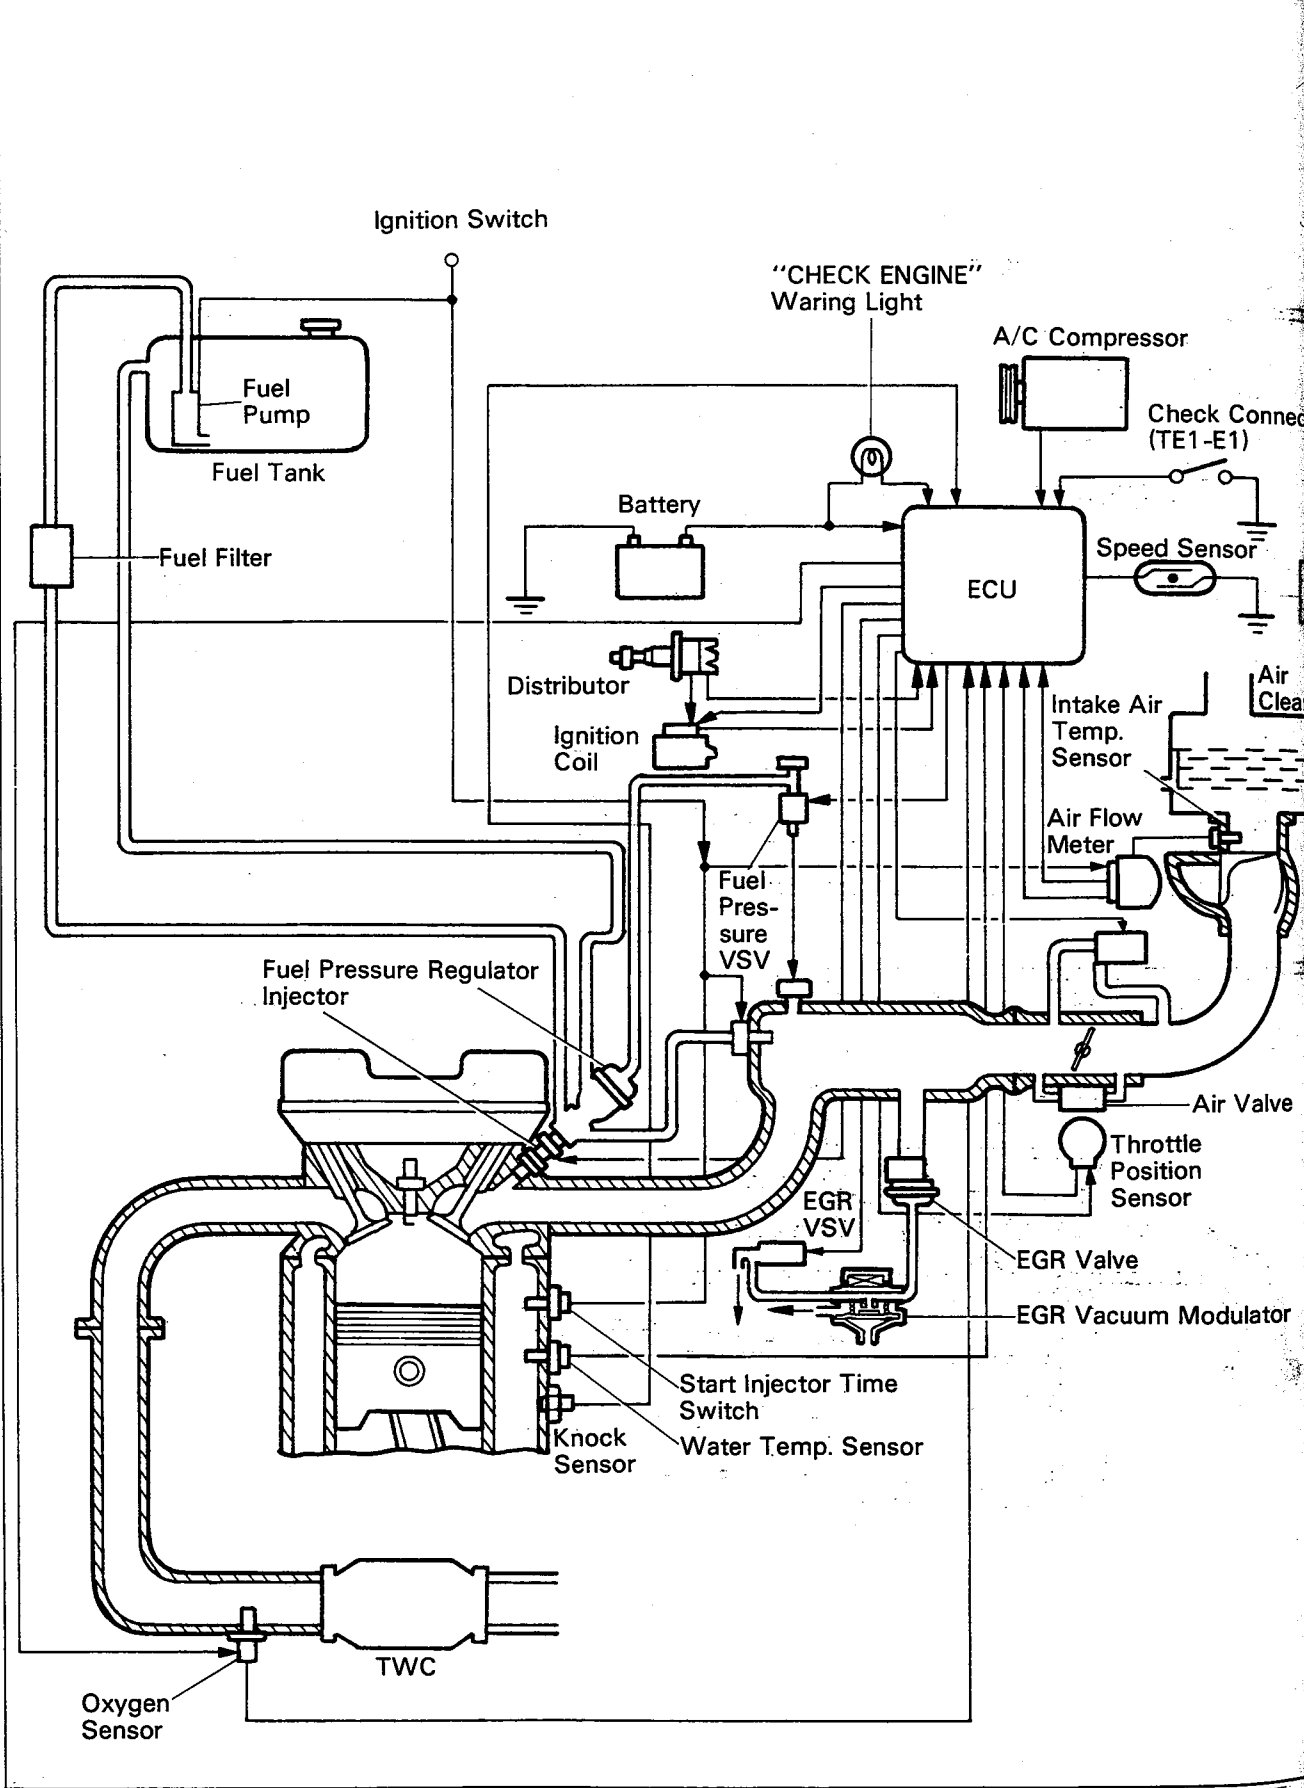 Ignition Switch
"CHECK ENGINE"
Waring Light
A/C Compressor
Check Connec
(TE1-E1)
Fuel
Pump
Fuel Tank
Battery
Fuel Filter
Speed Sensor
ECU
Distributor
Air
Clea
Intake Air
Temp.
Sensor
Ignition
Coil
Air Flow
Meter
Fuel
Pres-
sure
VSV
Fuel Pressure Regulator
Injector
Air Valve
Throttle
Position
Sensor
EGR
VSV
EGR Valve
EGR Vacuum Modulator
Start Injector Time
Switch
Knock
Sensor
Water Temp. Sensor
TWC
Oxygen
Sensor